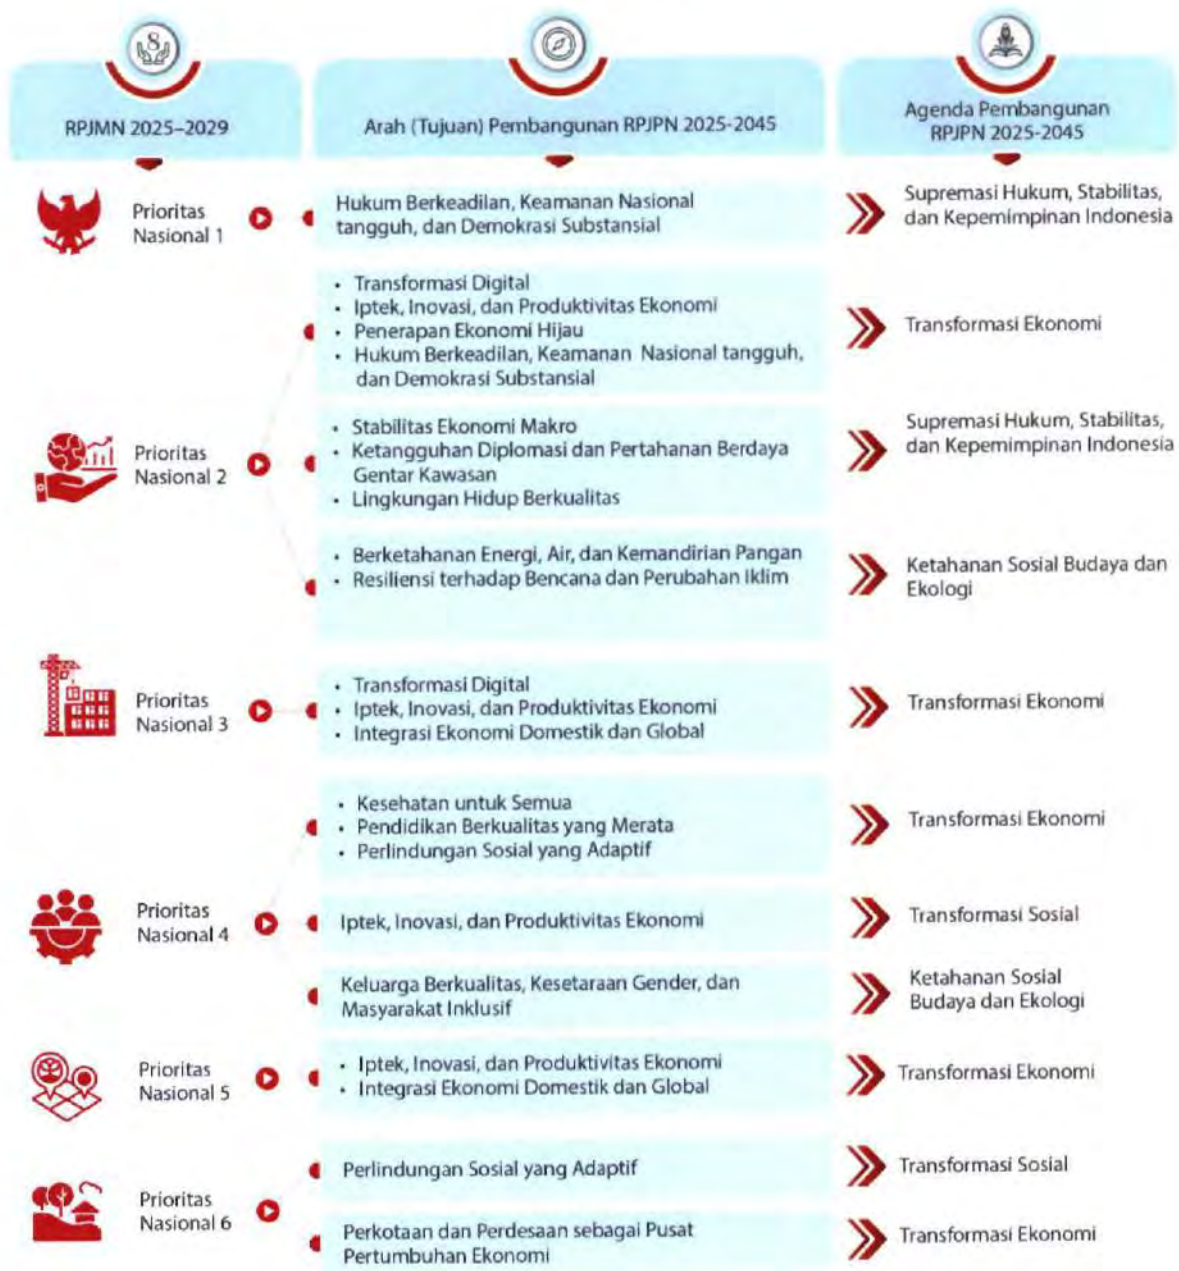 8
RPJMN 2025–2029
Arah (Tujuan) Pembangunan RPJPN 2025-2045
Agenda Pembangunan
RPJPN 2025-2045
Prioritas
Nasional 1
Hukum Berkeadilan, Keamanan Nasional
tangguh, dan Demokrasi Substansial
Supremasi Hukum, Stabilitas,
dan Kepemimpinan Indonesia
Prioritas
Nasional 2
• Transformasi Digital
• Iptek, Inovasi, dan Produktivitas Ekonomi
• Penerapan Ekonomi Hijau
• Hukum Berkeadilan, Keamanan Nasional tangguh,
dan Demokrasi Substansial
Transformasi Ekonomi
• Stabilitas Ekonomi Makro
• Ketangguhan Diplomasi dan Pertahanan Berdaya
Gentar Kawasan
• Lingkungan Hidup Berkualitas
Supremasi Hukum, Stabilitas,
dan Kepemimpinan Indonesia
• Berketahanan Energi, Air, dan Kemandirian Pangan
• Resiliensi terhadap Bencana dan Perubahan Iklim
Ketahanan Sosial Budaya dan
Ekologi
Prioritas
Nasional 3
• Transformasi Digital
• Iptek, Inovasi, dan Produktivitas Ekonomi
• Integrasi Ekonomi Domestik dan Global
Transformasi Ekonomi
Prioritas
Nasional 4
• Kesehatan untuk Semua
• Pendidikan Berkualitas yang Merata
• Perlindungan Sosial yang Adaptif
Transformasi Ekonomi
Iptek, Inovasi, dan Produktivitas Ekonomi
Transformasi Sosial
Keluarga Berkualitas, Kesetaraan Gender, dan
Masyarakat Inklusif
Ketahanan Sosial
Budaya dan Ekologi
Prioritas
Nasional 5
• Iptek, Inovasi, dan Produktivitas Ekonomi
• Integrasi Ekonomi Domestik dan Global
Transformasi Ekonomi
Prioritas
Nasional 6
Perlindungan Sosial yang Adaptif
Transformasi Sosial
Perkotaan dan Perdesaan sebagai Pusat
Pertumbuhan Ekonomi
Transformasi Ekonomi